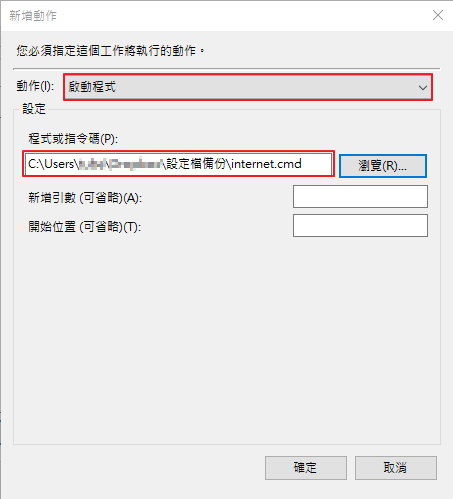 新增動作
您必須指定這個工作將執行的動作。
動作(I): 啟動程式
設定
程式或指令碼(P):
C:\Users\ \設定檔備份\internet.cmd 瀏覽(R)...
新增引數 (可省略)(A):
開始位置 (可省略)(T):
確定 取消